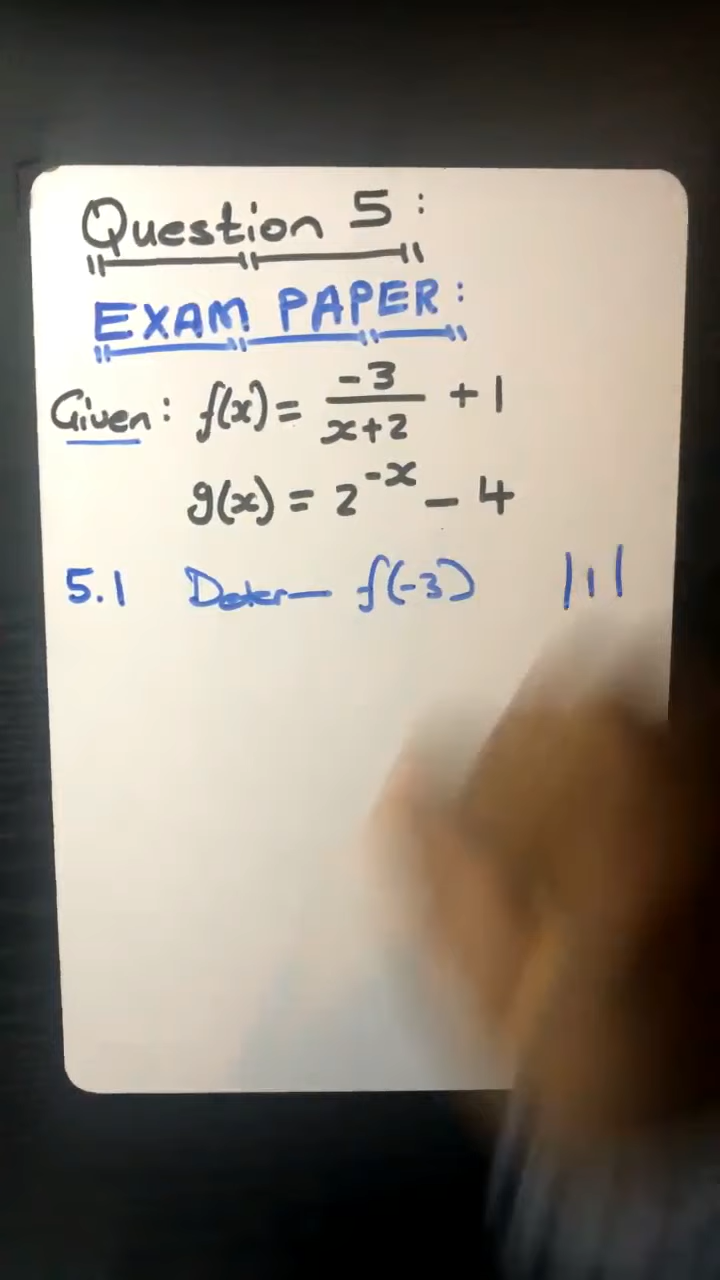 Question 5:
EXAM PAPER:
Given: f(x) = -3/(x+2) + 1
g(x) = 2^{-x} - 4
5.1 Deter— f(-3) |1|